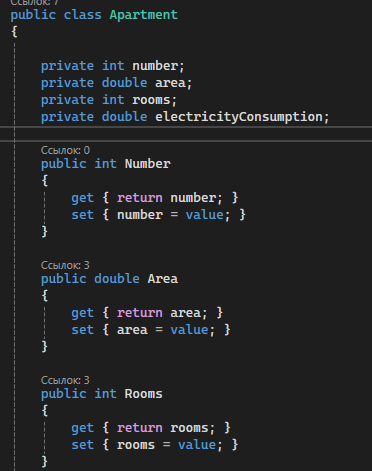 Ссылок: 7
public class Apartment
{
private int number;
private double area;
private int rooms;
private double electricityConsumption;
Ссылок: 0
public int Number
{
get { return number; }
set { number = value; }
}
Ссылок: 3
public double Area
{
get { return area; }
set { area = value; }
}
Ссылок: 3
public int Rooms
{
get { return rooms; }
set { rooms = value; }
}